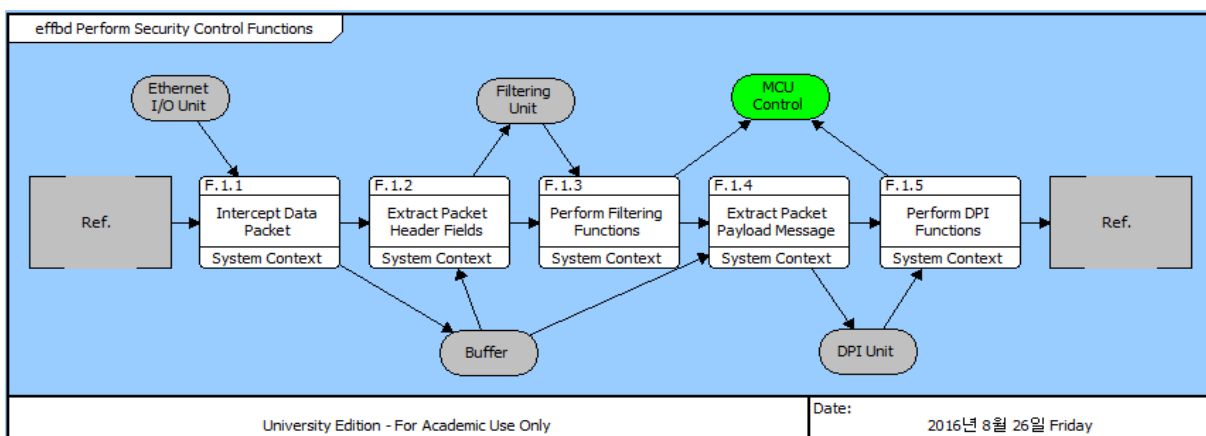 effbd Perform Security Control Functions
Ethernet
I/O Unit
Filtering
Unit
MCU
Control
Ref.
F.1.1
Intercept Data
Packet
System Context
F.1.2
Extract Packet
Header Fields
System Context
F.1.3
Perform Filtering
Functions
System Context
F.1.4
Extract Packet
Payload Message
System Context
F.1.5
Perform DPI
Functions
System Context
Ref.
Buffer
DPI Unit
University Edition - For Academic Use Only
Date:
2016년 8월 26일 Friday